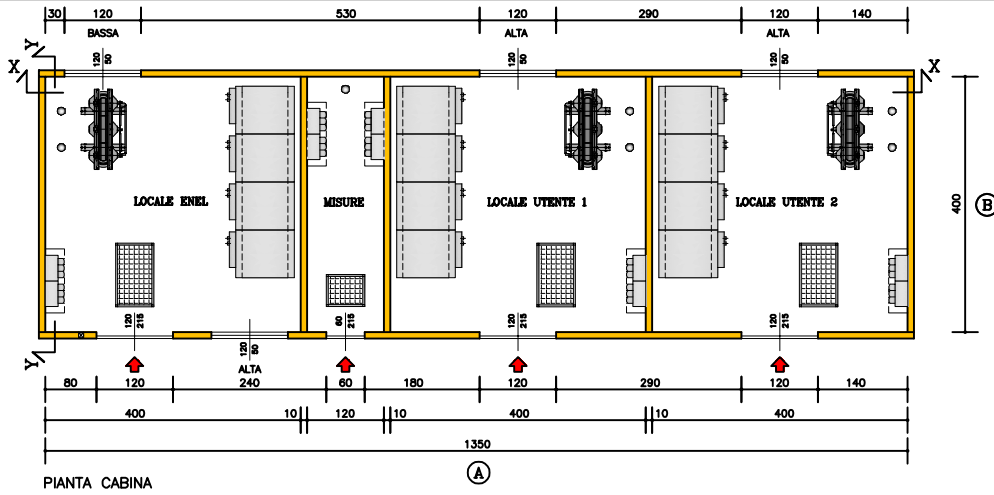 30 120 530 120 290 120 140
BASSA ALTA ALTA
Y
X 120 50 120 50 120 50 X
LOCALE ENEL MISURE LOCALE UTENTE 1 LOCALE UTENTE 2
400 B
120 215 60 215 120 215 120 215
120 50
Y
ALTA
80 120 240 60 180 120 290 120 140
400 10 120 10 400 10 400
1350
A
PIANTA CABINA